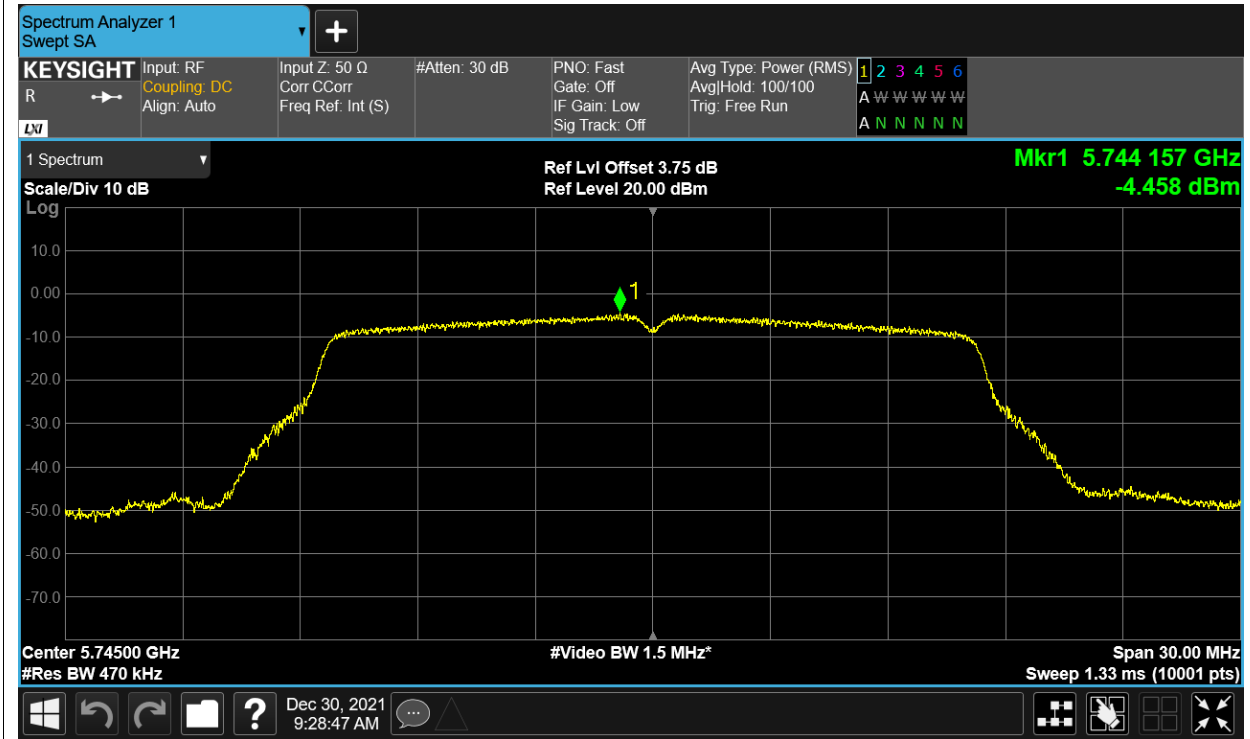 Spectrum Analyzer 1
Swept SA
KEYSIGHT
R
LXI
Input: RF
Coupling: DC
Align: Auto
Input Z: 50 Ω
Corr CCorr
Freq Ref: Int (S)
#Atten: 30 dB
PNO: Fast
Gate: Off
IF Gain: Low
Sig Track: Off
Avg Type: Power (RMS)
Avg|Hold: 100/100
Trig: Free Run
1 2 3 4 5 6
A W W W W W
A N N N N N
1 Spectrum
Scale/Div 10 dB
Ref Lvl Offset 3.75 dB
Ref Level 20.00 dBm
Mkr1 5.744 157 GHz
-4.458 dBm
Log
10.0
0.00
1
-10.0
-20.0
-30.0
-40.0
-50.0
-60.0
-70.0
Center 5.74500 GHz
#Res BW 470 kHz
#Video BW 1.5 MHz*
Span 30.00 MHz
Sweep 1.33 ms (10001 pts)
?
Dec 30, 2021
9:28:47 AM